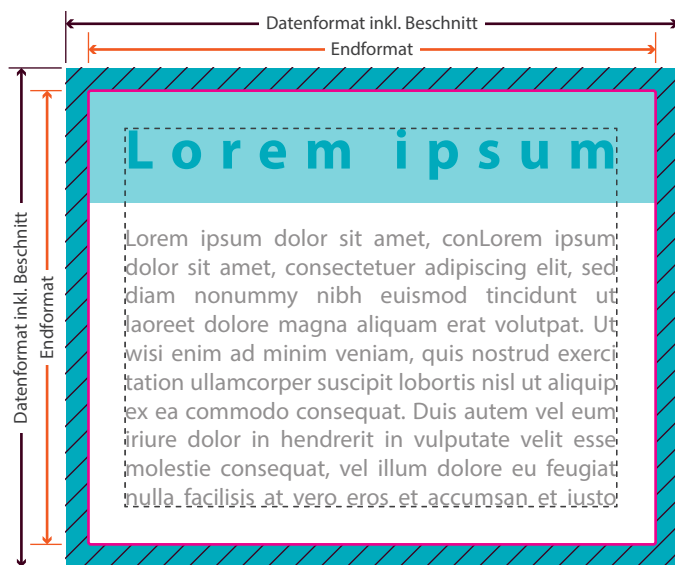 Datenformat inkl. Beschnitt
Endformat
Datenformat inkl. Beschnitt
Endformat
Lorem ipsum
Lorem ipsum dolor sit amet, conLorem ipsum
dolor sit amet, consectetuer adipiscing elit, sed
diam nonummy nibh euismod tincidunt ut
laoreet dolore magna aliquam erat volutpat. Ut
wisi enim ad minim veniam, quis nostrud exerci
tation ullamcorper suscipit lobortis nisl ut aliquip
ex ea commodo consequat. Duis autem vel eum
iriure dolor in hendrerit in vulputate velit esse
molestie consequat, vel illum dolore eu feugiat
nulla facilisis at vero eros et accumsan et iusto